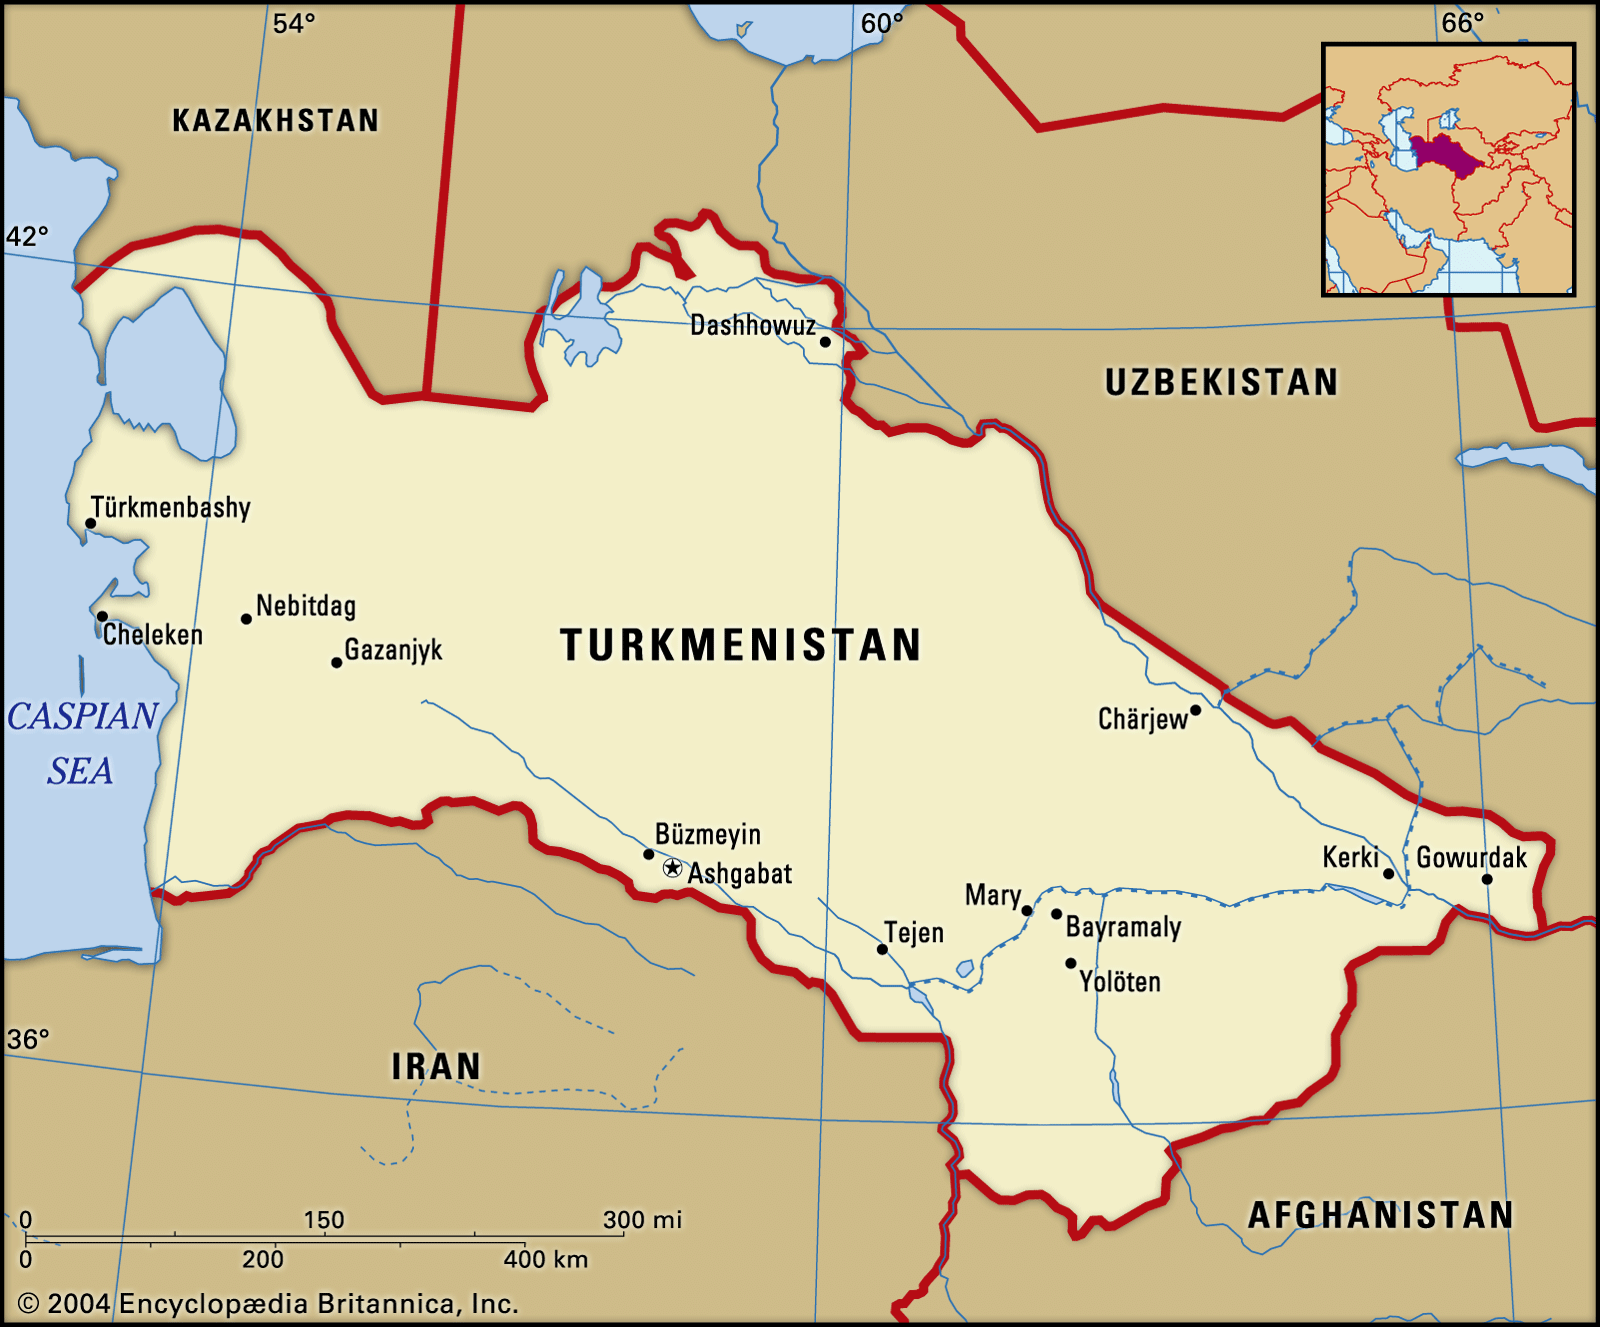 54°
60°
66°
KAZAKHSTAN
42°
Dashhowuz
UZBEKISTAN
Türkmenbashy
Nebitdag
Cheleken
Gazanjyk
TURKMENISTAN
CASPIAN
SEA
Chärjew
Büzmeyin
Ashgabat
Kerki
Gowurdak
Mary
Bayramaly
Tejen
Yolöten
36°
IRAN
AFGHANISTAN
0 150 300 mi
0 200 400 km
© 2004 Encyclopædia Britannica, Inc.